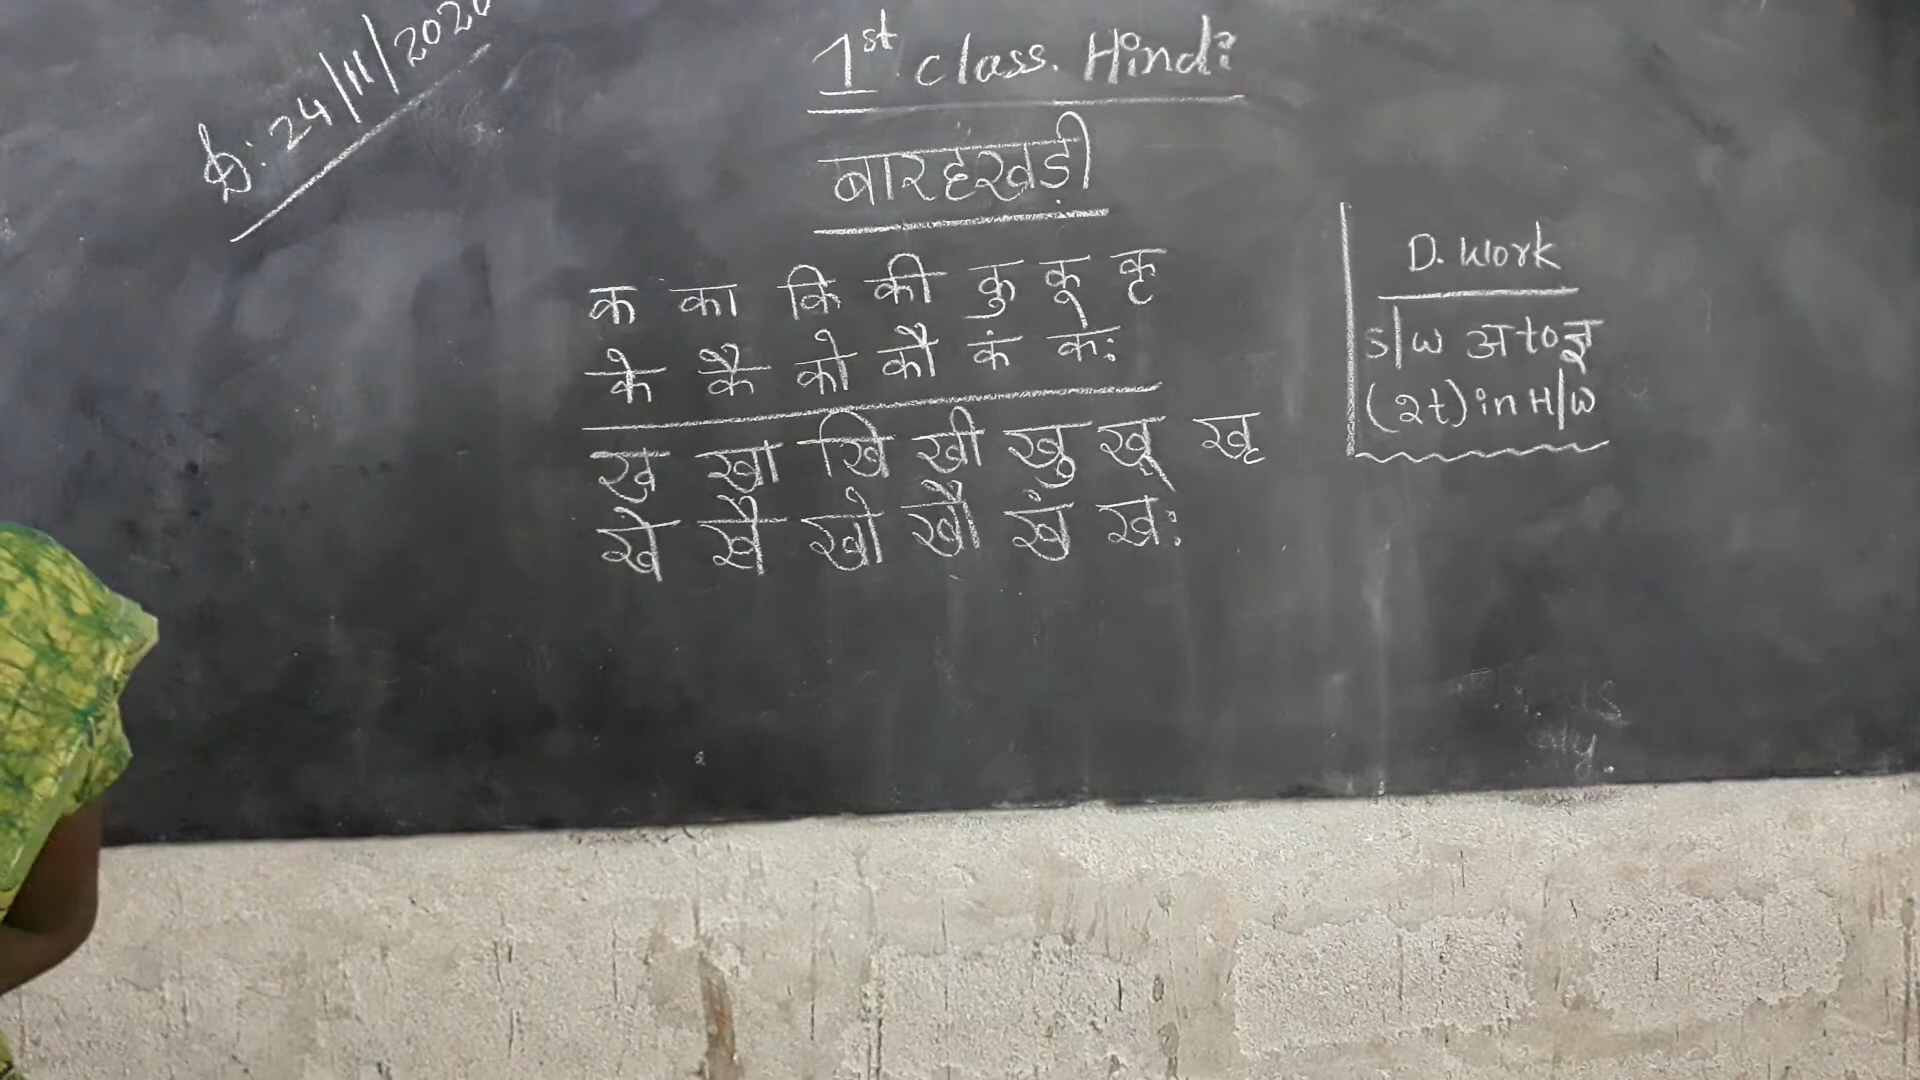 D: 24/11/2020
1st class. Hindi
बारहखड़ी
क का कि की कु कू कृ
के कै को कौ कं कः
ख खा खि खी खु खू खृ
खे खै खो खौ खं खः
D. Work
S/w अ to ज्ञ
(2t) in H/W